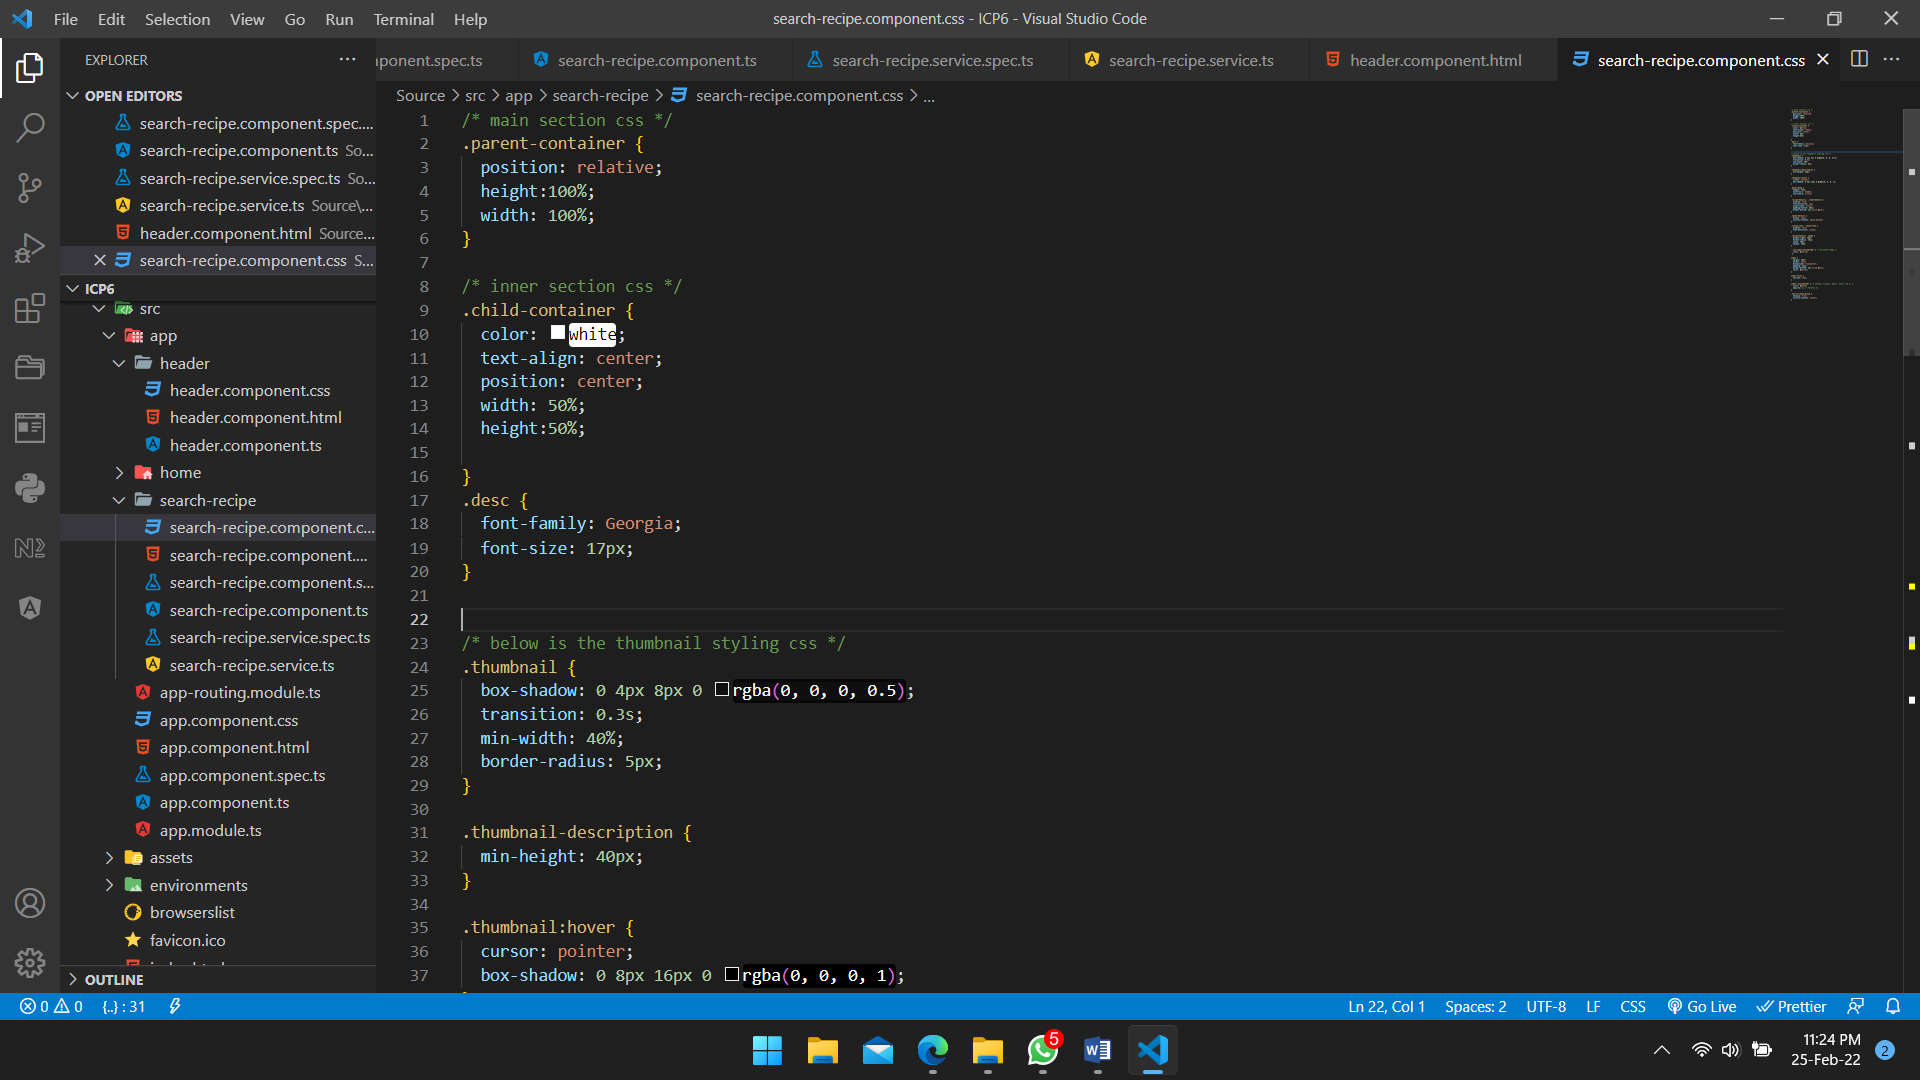 File Edit Selection View Go Run Terminal Help
search-recipe.component.css - ICP6 - Visual Studio Code
EXPLORER
ponent.spec.ts
search-recipe.component.ts
search-recipe.service.spec.ts
search-recipe.service.ts
header.component.html
search-recipe.component.css
Source > src > app > search-recipe > search-recipe.component.css > ...
OPEN EDITORS
search-recipe.component.spec....
search-recipe.component.ts So...
search-recipe.service.spec.ts So...
search-recipe.service.ts Source\...
header.component.html Source...
search-recipe.component.css S...
ICP6
src
app
header
header.component.css
header.component.html
header.component.ts
home
search-recipe
search-recipe.component.c...
search-recipe.component....
search-recipe.component.s...
search-recipe.component.ts
search-recipe.service.spec.ts
search-recipe.service.ts
app-routing.module.ts
app.component.css
app.component.html
app.component.spec.ts
app.component.ts
app.module.ts
assets
environments
browserslist
favicon.ico
OUTLINE
1 /* main section css */
2 .parent-container {
3 position: relative;
4 height:100%;
5 width: 100%;
6 }
7
8 /* inner section css */
9 .child-container {
10 color: white;
11 text-align: center;
12 position: center;
13 width: 50%;
14 height:50%;
15
16 }
17 .desc {
18 font-family: Georgia;
19 font-size: 17px;
20 }
21
22
23 /* below is the thumbnail styling css */
24 .thumbnail {
25 box-shadow: 0 4px 8px 0 rgba(0, 0, 0, 0.5);
26 transition: 0.3s;
27 min-width: 40%;
28 border-radius: 5px;
29 }
30
31 .thumbnail-description {
32 min-height: 40px;
33 }
34
35 .thumbnail:hover {
36 cursor: pointer;
37 box-shadow: 0 8px 16px 0 rgba(0, 0, 0, 1);
0 0 {..} : 31
Ln 22, Col 1 Spaces: 2 UTF-8 LF CSS Go Live Prettier
5
11:24 PM
25-Feb-22
2